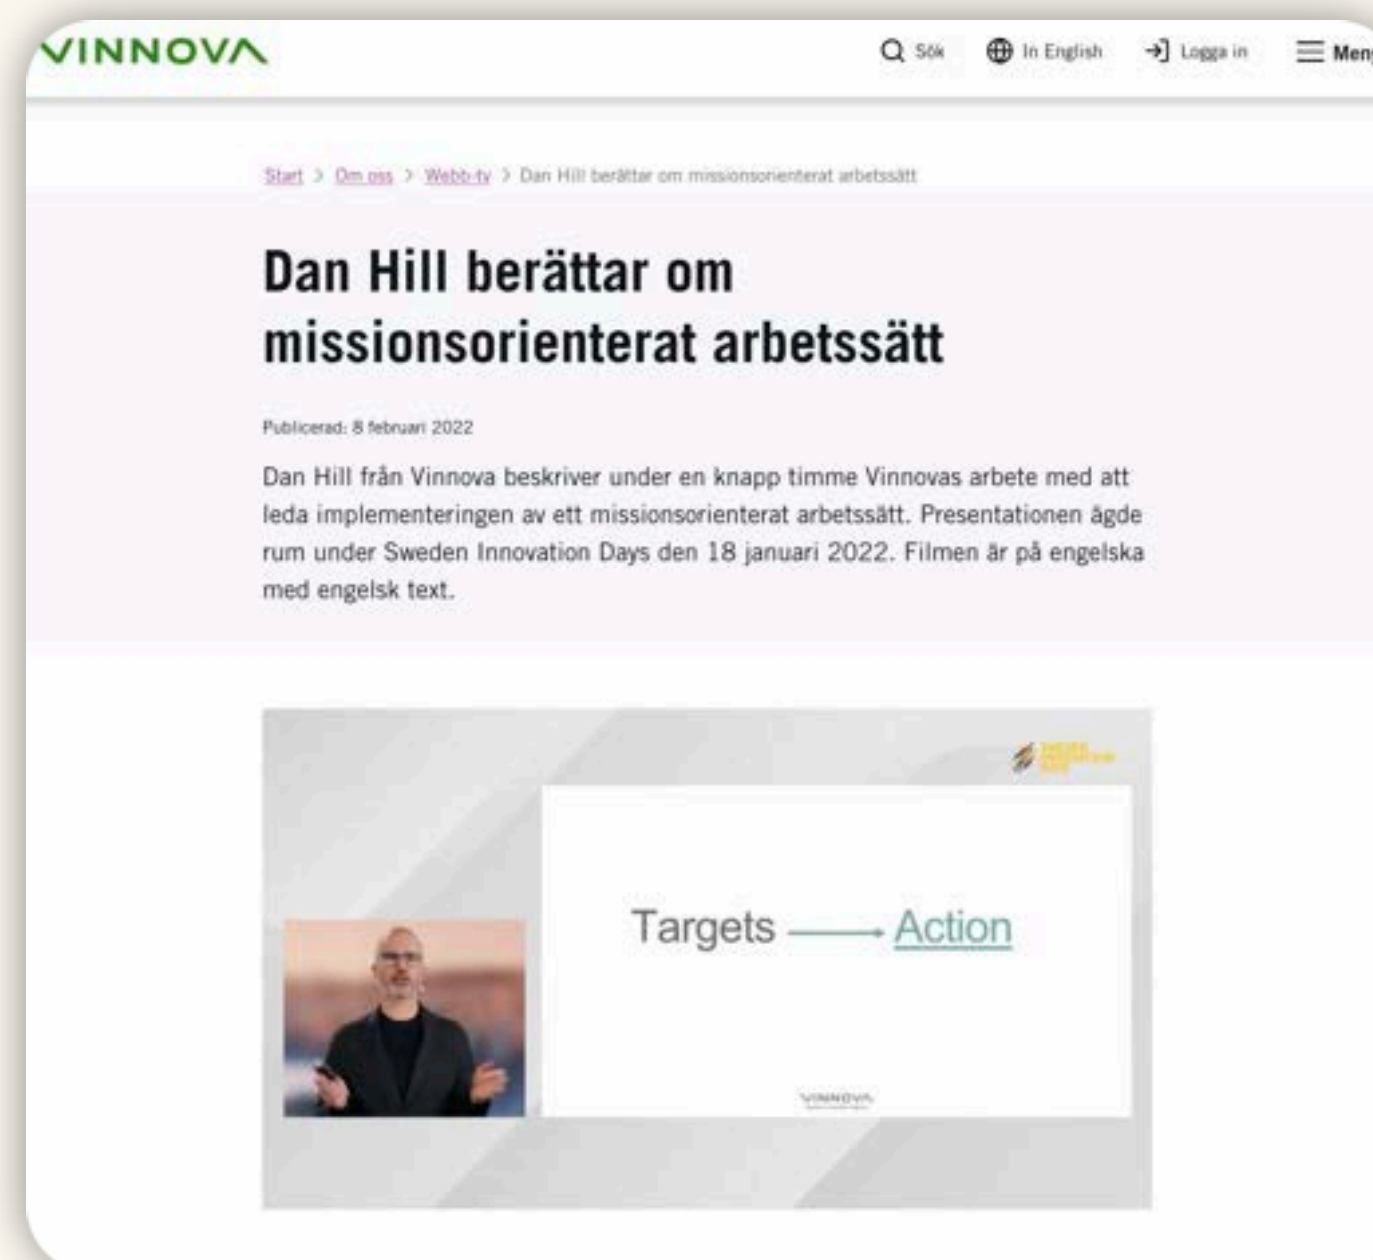 VINNOVA
Sök
In English
Logga in
Start > Om oss > Webb-tv > Dan Hill berättar om missionsorienterat arbetssätt
Dan Hill berättar om
missionsorienterat arbetssätt
Publicerad: 8 februari 2022
Dan Hill från Vinnova beskriver under en knapp timme Vinnovas arbete med att
leda implementeringen av ett missionsorienterat arbetssätt. Presentationen ägde
rum under Sweden Innovation Days den 18 januari 2022. Filmen är på engelska
med engelsk text.
Targets → Action
VINNOVA